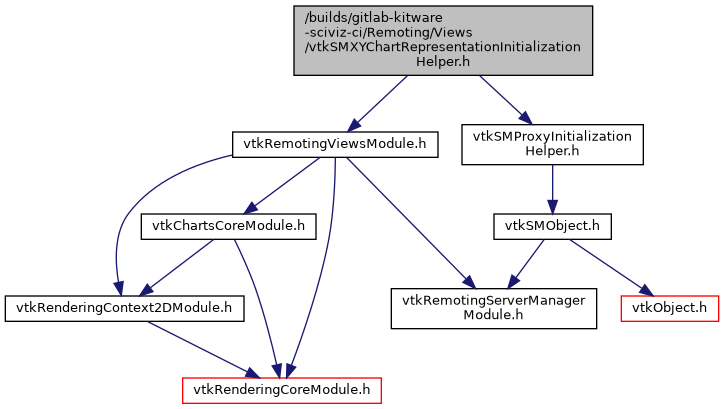 /builds/gitlab-kitware
-sciviz-ci/Remoting/Views
/vtkSMXYChartRepresentationInitialization
Helper.h
vtkRemotingViewsModule.h
vtkSMProxyInitialization
Helper.h
vtkChartsCoreModule.h
vtkSMObject.h
vtkRenderingContext2DModule.h
vtkRemotingServerManager
Module.h
vtkObject.h
vtkRenderingCoreModule.h